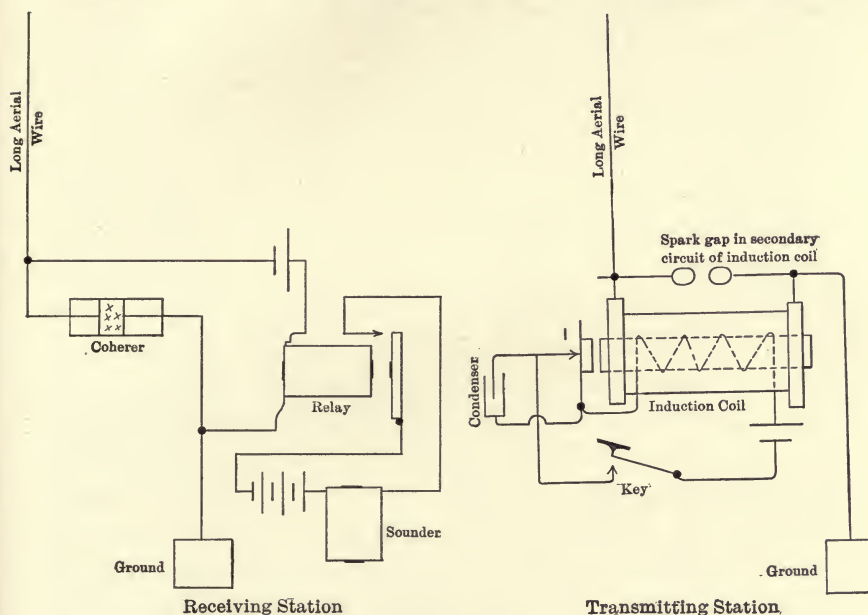 Long Aerial
Wire
Coherer
Relay
Sounder
Ground
Receiving Station
Long Aerial
Wire
Spark gap in secondary
circuit of induction coil
Condenser
Induction Coil
Key
Ground
Transmitting Station